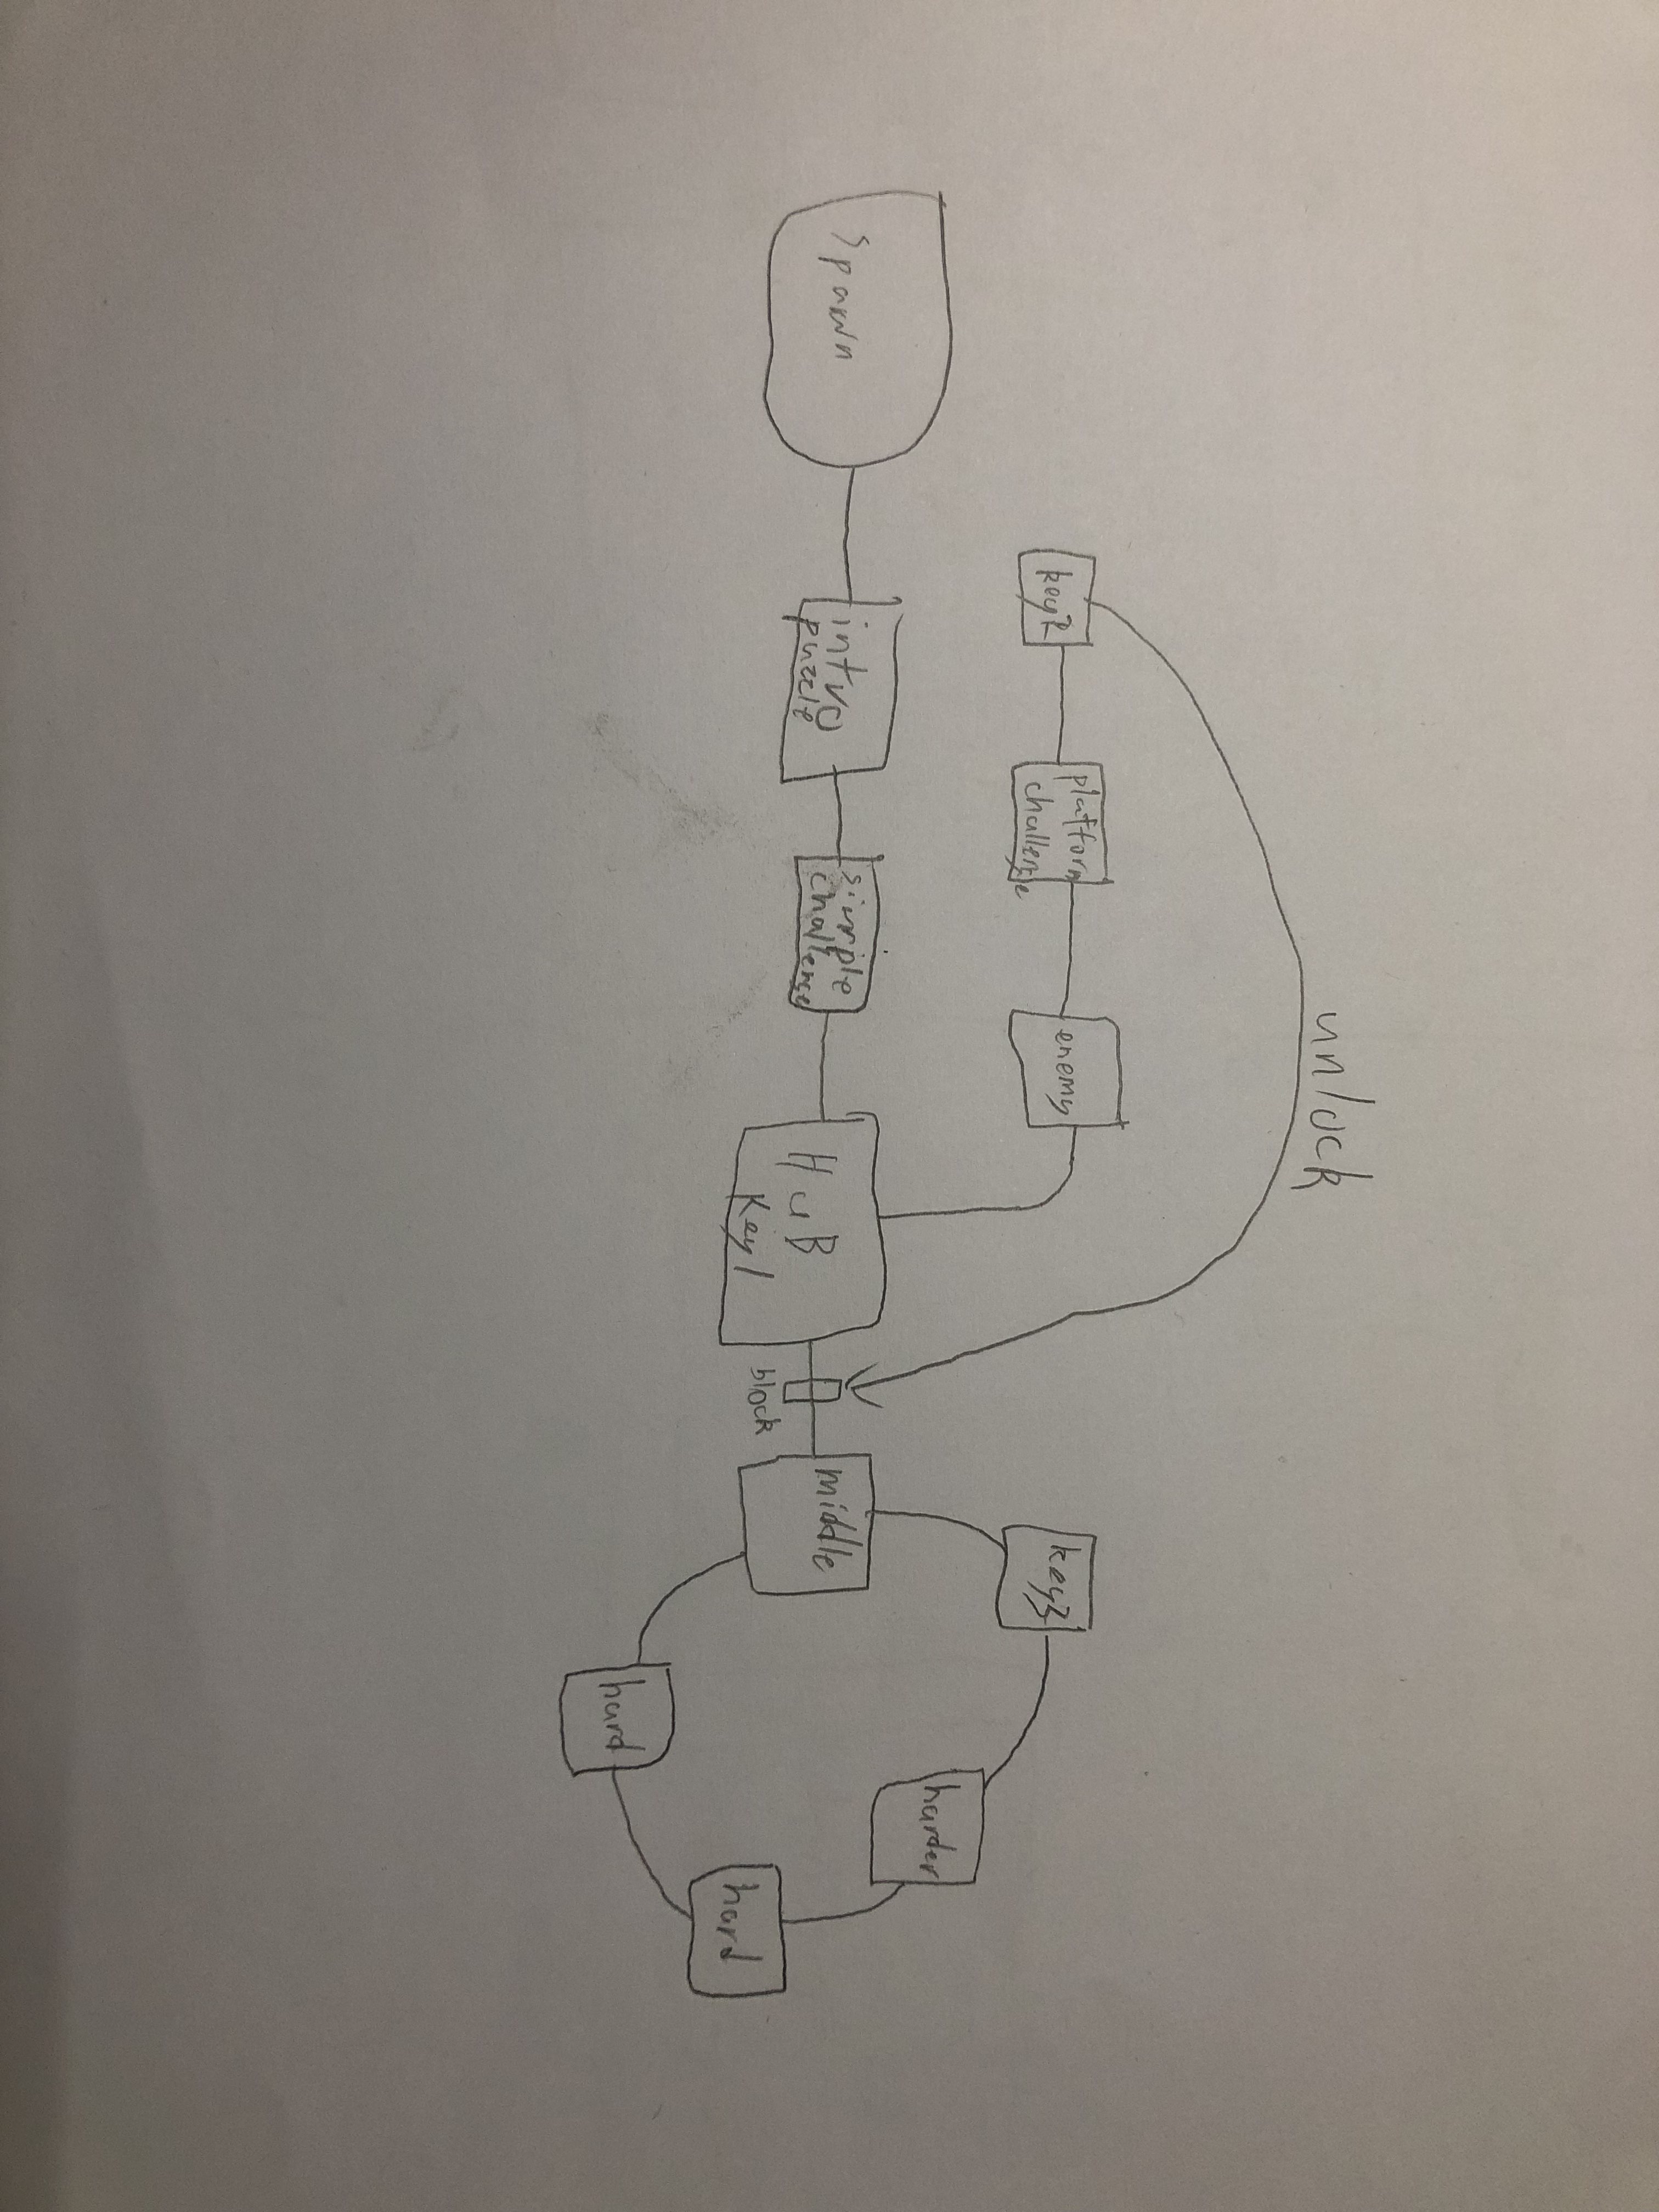 unlock
key2
platform
challenge
enemy
spawn
intro
puzzle
simple
challenge
HUB
key1
block
middle
key3
harder
hard
hard